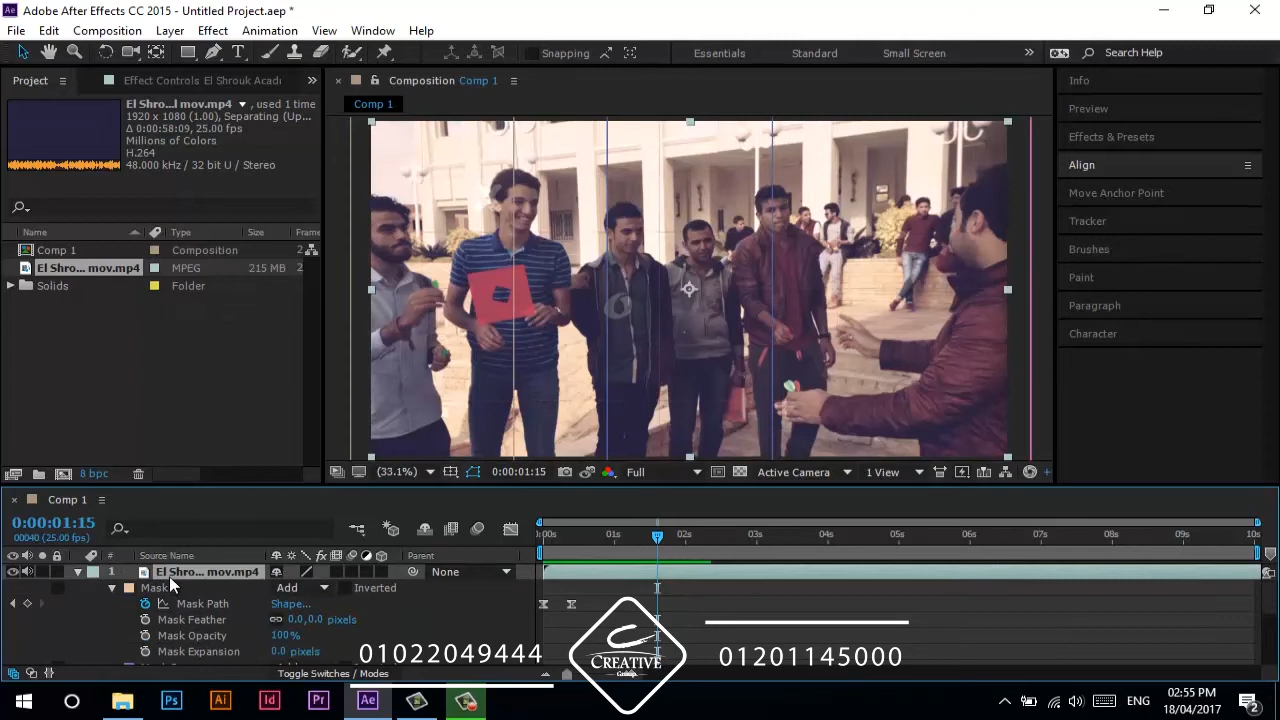 Adobe After Effects CC 2015 - Untitled Project.aep *
File Edit Composition Layer Effect Animation View Window Help
Snapping Essentials Standard Small Screen Search Help
Project Effect Controls El Shrouk Acad
El Shro...l mov.mp4 , used 1 time
1920 x 1080 (1.00), Separating (Up...
Δ 0:00:58:09, 25.00 fps
Millions of Colors
H.264
48.000 kHz / 32 bit U / Stereo
Name Type Size Frame
Comp 1 Composition 2
El Shro... mov.mp4 MPEG 215 MB 2
Solids Folder
8 bpc
Composition Comp 1
Comp 1
(33.1%) 0:00:01:15 Full Active Camera 1 View
Info
Preview
Effects & Presets
Align
Move Anchor Point
Tracker
Brushes
Paint
Paragraph
Character
Comp 1
0:00:01:15
00040 (25.00 fps)
:00s 01s 02s 03s 04s 05s 06s 07s 08s 09s 10s
# Source Name Parent
1 El Shro... mov.mp4 None
Mask Add Inverted
Mask Path Shape...
Mask Feather 0.0,0.0 pixels
Mask Opacity 100%
Mask Expansion 0.0 pixels
Toggle Switches / Modes
01022049444
CREATIVE
Group
01201145000
Ps Ai Id Pr Ae
ENG
02:55 PM
18/04/2017
2